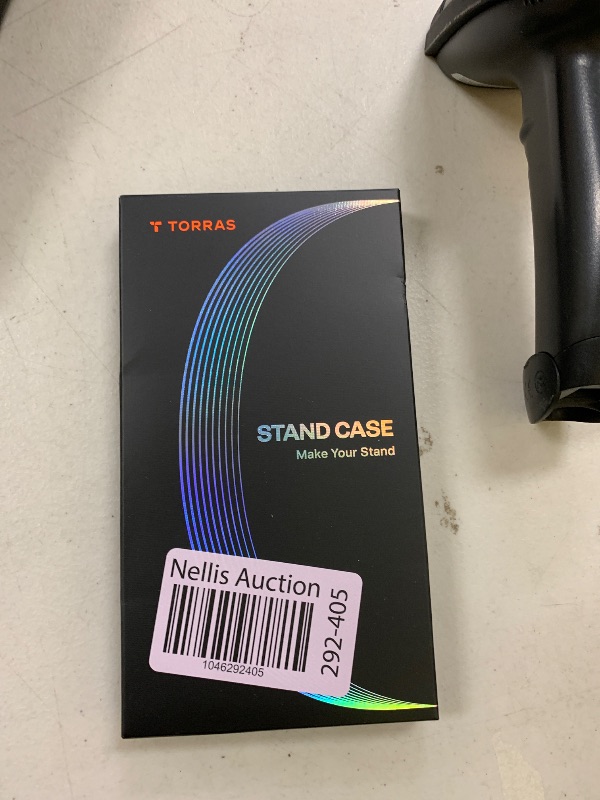 TORRAS
STAND CASE
Make Your Stand
Nellis Auction
1046292405
292-405